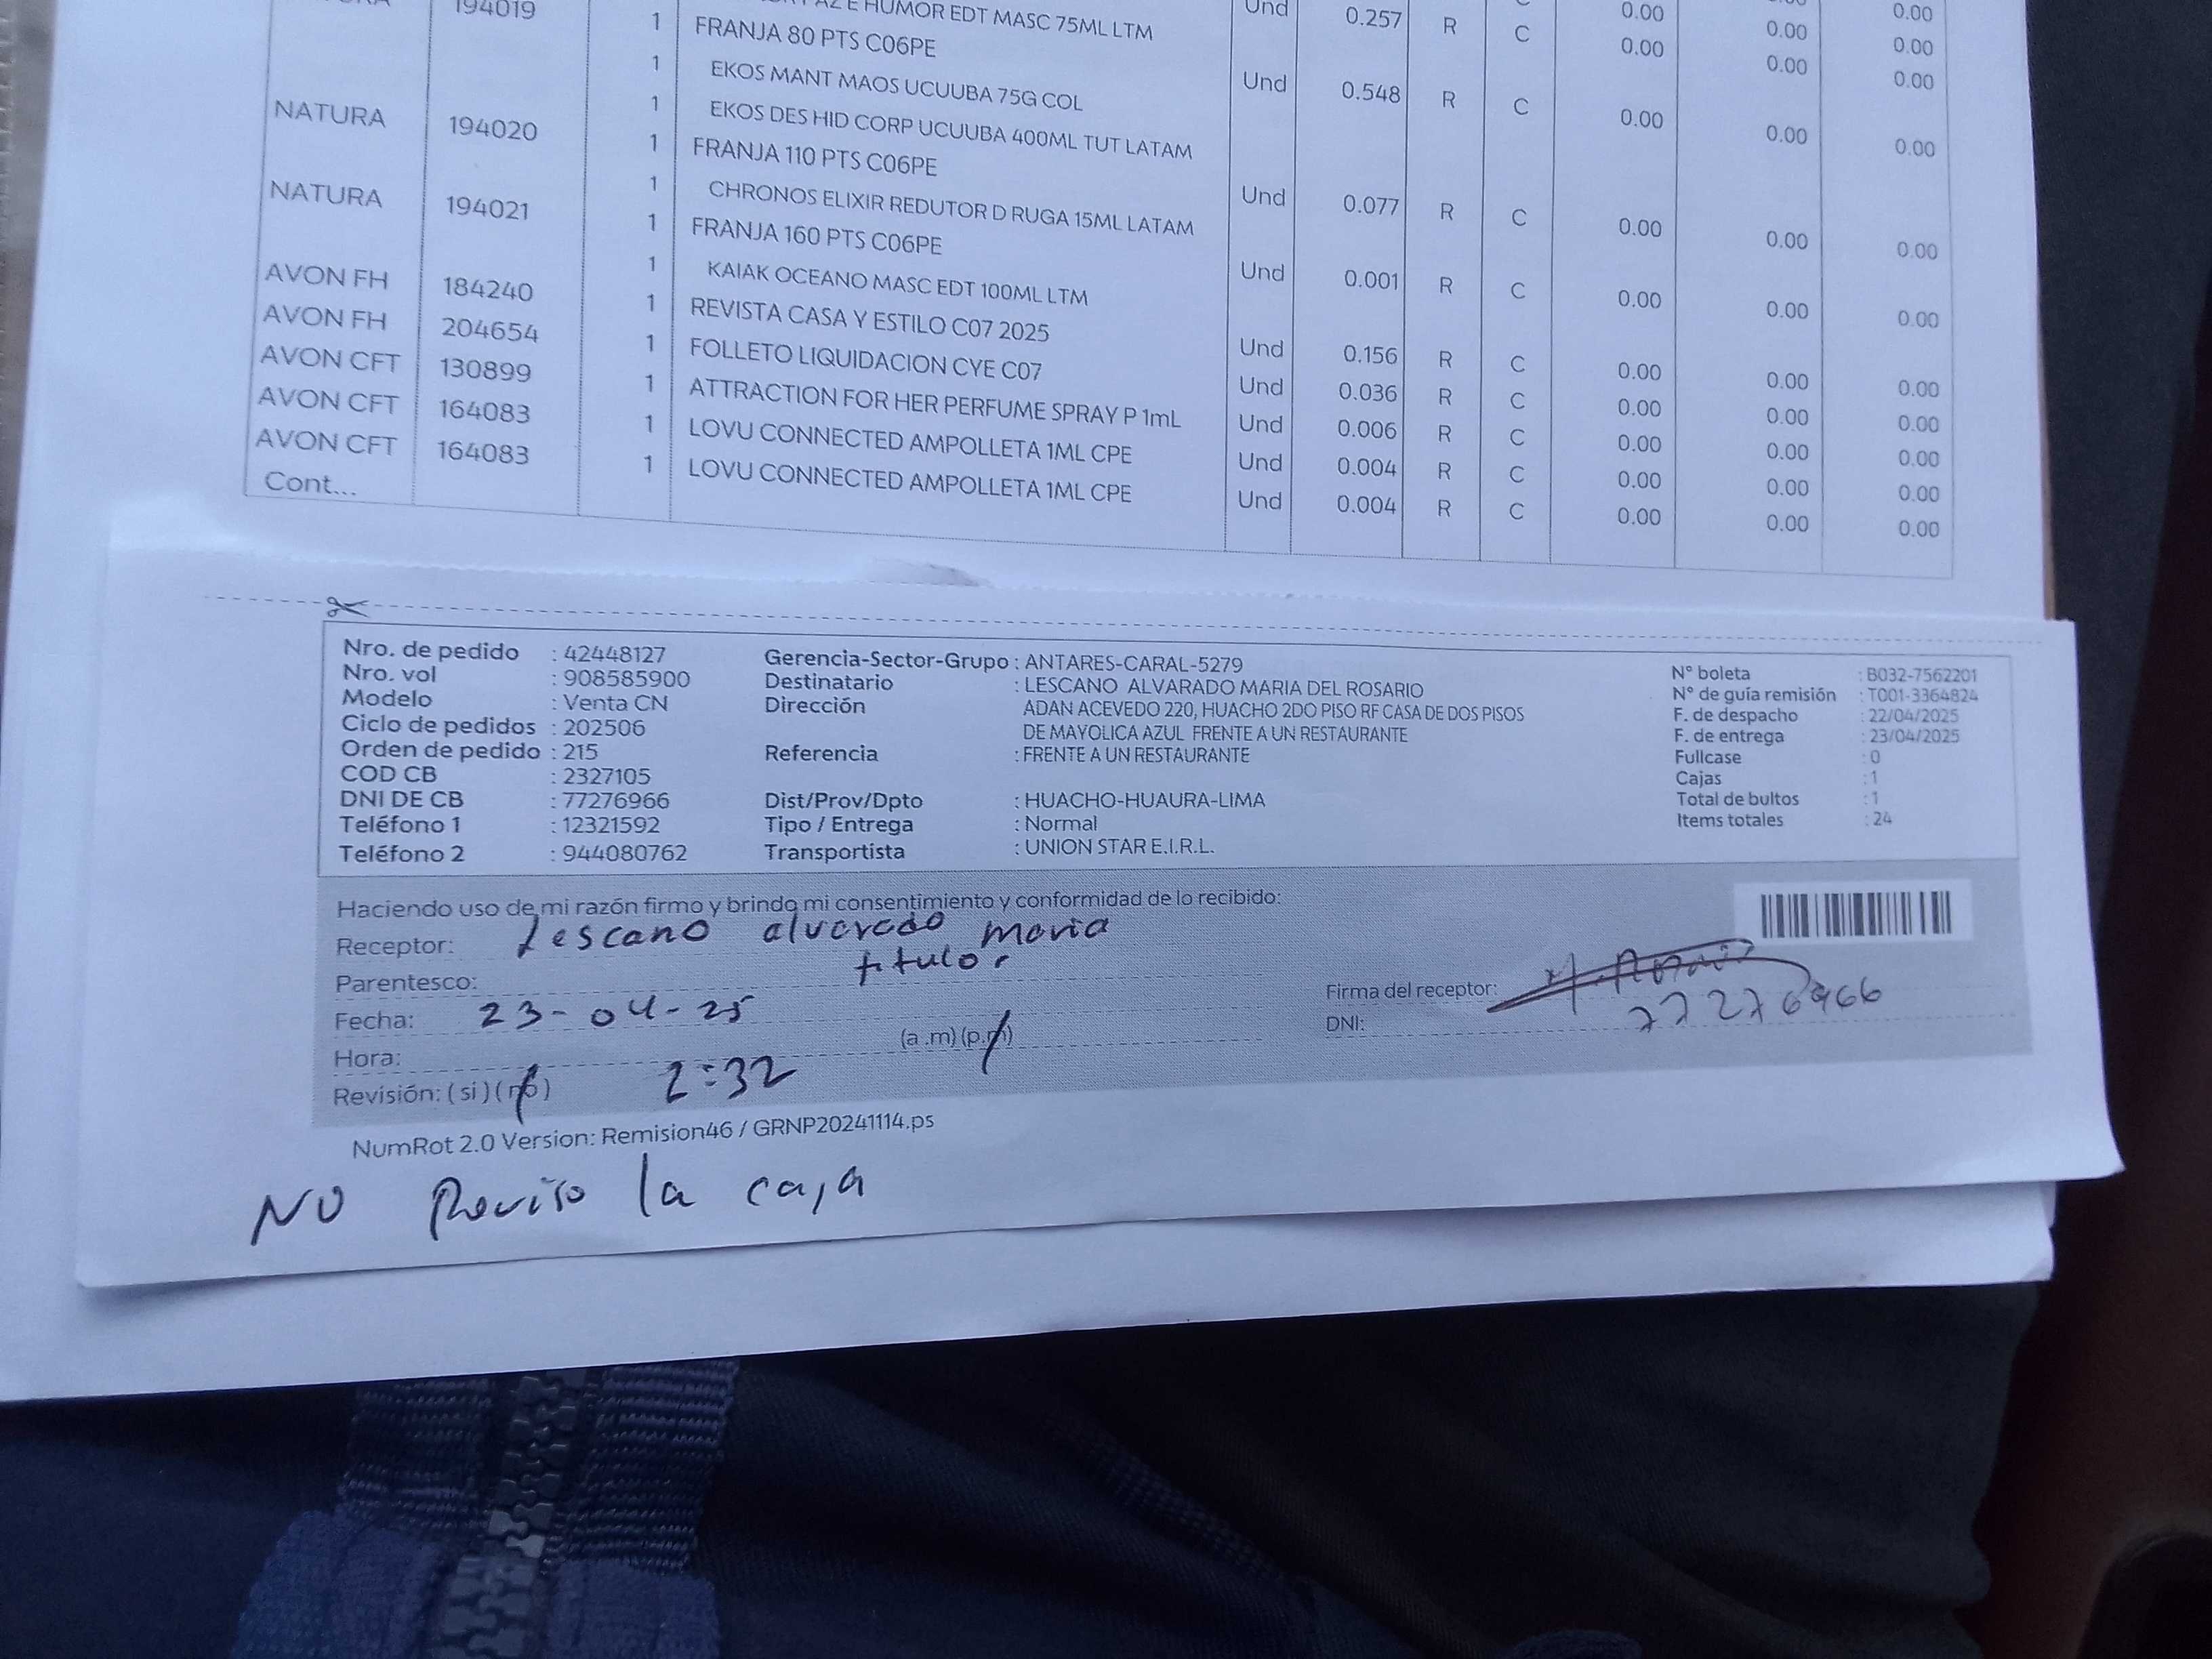 194019 1 HUMOR EDT MASC 75ML LTM Und 0.257 R C 0.00 0.00 0.00
1 FRANJA 80 PTS C06PE 0.00 0.00 0.00
1 EKOS MANT MAOS UCUUBA 75G COL Und 0.548 R C 0.00 0.00 0.00
NATURA 194020 1 EKOS DES HID CORP UCUUBA 400ML TUT LATAM 0.00 0.00 0.00
1 FRANJA 110 PTS C06PE Und 0.077 R C 0.00 0.00 0.00
NATURA 194021 1 CHRONOS ELIXIR REDUTOR D RUGA 15ML LATAM
1 FRANJA 160 PTS C06PE Und 0.001 R C 0.00 0.00 0.00
1 KAIAK OCEANO MASC EDT 100ML LTM
AVON FH 184240 1 REVISTA CASA Y ESTILO C07 2025 Und 0.156 R C 0.00 0.00 0.00
AVON FH 204654 1 FOLLETO LIQUIDACION CYE C07 Und 0.036 R C 0.00 0.00 0.00
AVON CFT 130899 1 ATTRACTION FOR HER PERFUME SPRAY P 1mL Und 0.006 R C 0.00 0.00 0.00
AVON CFT 164083 1 LOVU CONNECTED AMPOLLETA 1ML CPE Und 0.004 R C 0.00 0.00 0.00
AVON CFT 164083 1 LOVU CONNECTED AMPOLLETA 1ML CPE Und 0.004 R C 0.00 0.00 0.00
Cont...
Nro. de pedido : 42448127 Gerencia-Sector-Grupo : ANTARES-CARAL-5279 N° boleta : B032-7562201
Nro. vol : 908585900 Destinatario : LESCANO ALVARADO MARIA DEL ROSARIO N° de guía remisión : T001-3364824
Modelo : Venta CN Dirección ADAN ACEVEDO 220, HUACHO 2DO PISO RF CASA DE DOS PISOS F. de despacho : 22/04/2025
Ciclo de pedidos : 202506 DE MAYOLICA AZUL FRENTE A UN RESTAURANTE F. de entrega : 23/04/2025
Orden de pedido : 215 Referencia : FRENTE A UN RESTAURANTE Fullcase : 0
COD CB : 2327105 Cajas : 1
DNI DE CB : 77276966 Dist/Prov/Dpto : HUACHO-HUAURA-LIMA Total de bultos : 1
Teléfono 1 : 12321592 Tipo / Entrega : Normal Items totales : 24
Teléfono 2 : 944080762 Transportista : UNION STAR E.I.R.L.
Haciendo uso de mi razón firmo y brindo mi consentimiento y conformidad de lo recibido:
Receptor: Lescano alvarado maria
Parentesco: titular
Fecha: 23-04-25 Firma del receptor:
Hora: 2:32 (a .m) (p.m) DNI: 77276966
Revisión: ( si ) ( no )
NumRot 2.0 Version: Remision46 / GRNP20241114.ps
NO Reviso la caja